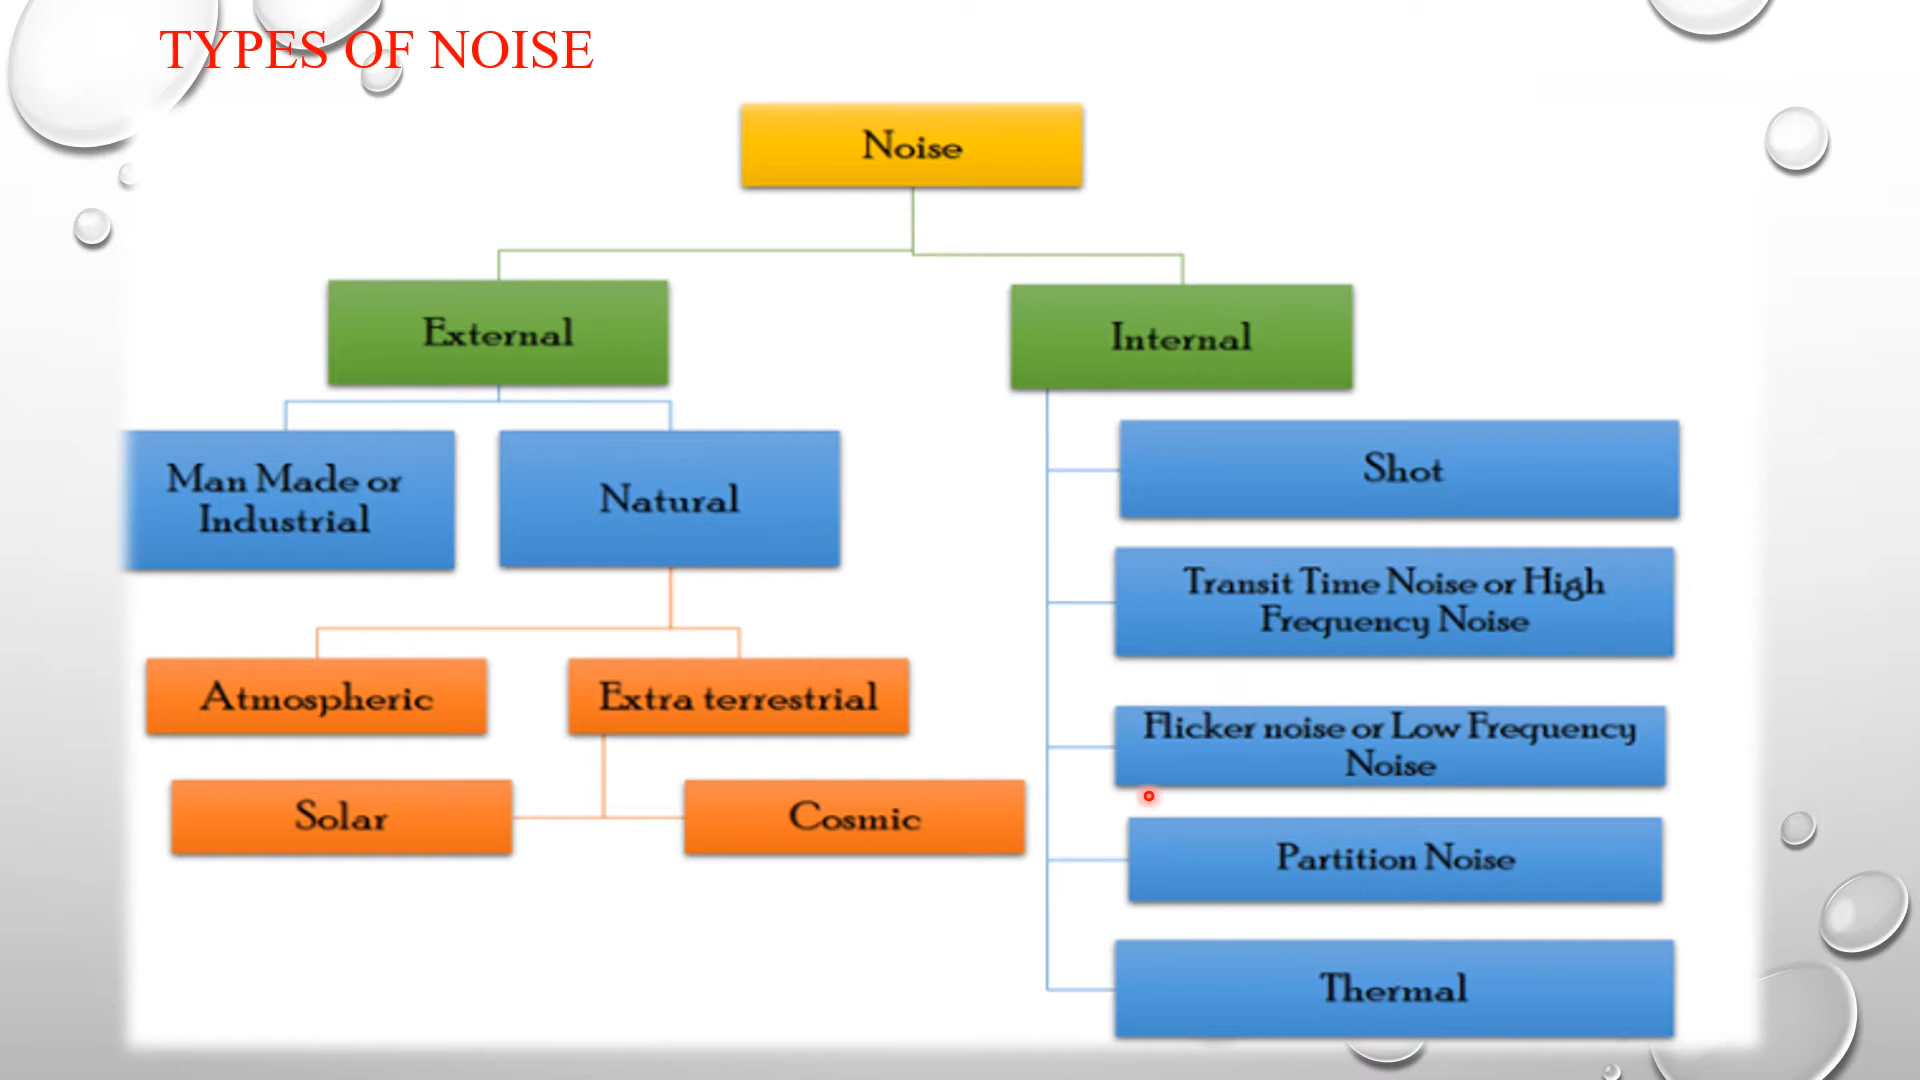 TYPES OF NOISE
Noise
External
Internal
Man Made or
Industrial
Natural
Shot
Transit Time Noise or High
Frequency Noise
Atmospheric
Extra terrestrial
Flicker noise or Low Frequency
Noise
Solar
Cosmic
Partition Noise
Thermal